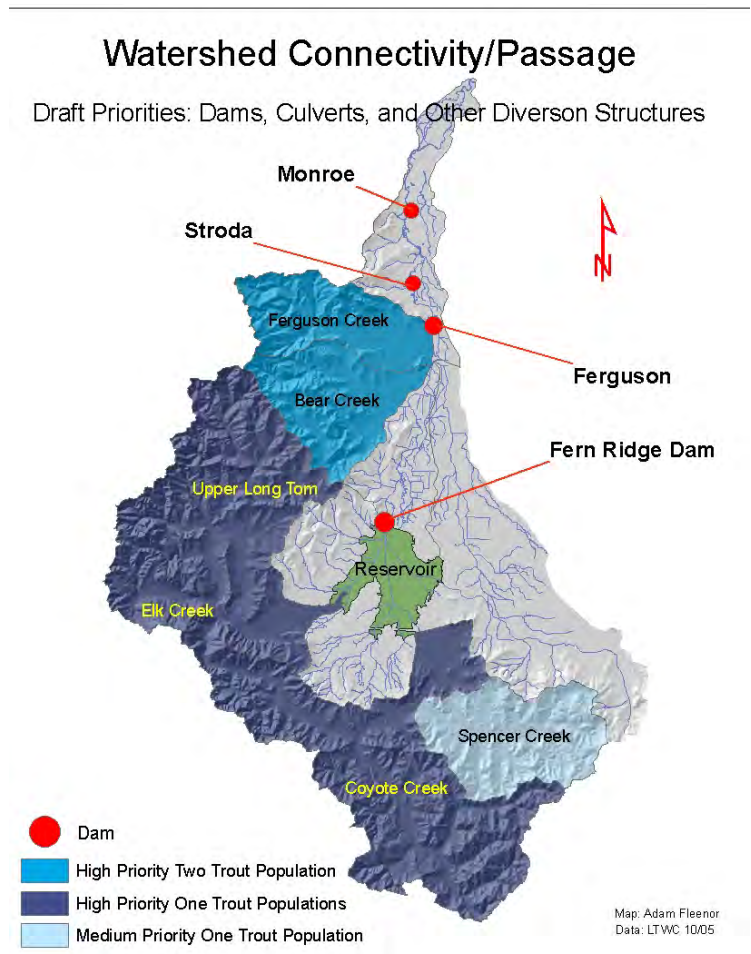 Watershed Connectivity/Passage
Draft Priorities: Dams, Culverts, and Other Diverson Structures
Monroe
Stroda
N
Ferguson Creek
Ferguson
Bear Creek
Fern Ridge Dam
Upper Long Tom
Reservoir
Elk Creek
Spencer Creek
Coyote Creek
Dam
High Priority Two Trout Population
High Priority One Trout Populations
Medium Priority One Trout Population
Map: Adam Fleenor
Data: LTWC 10/05